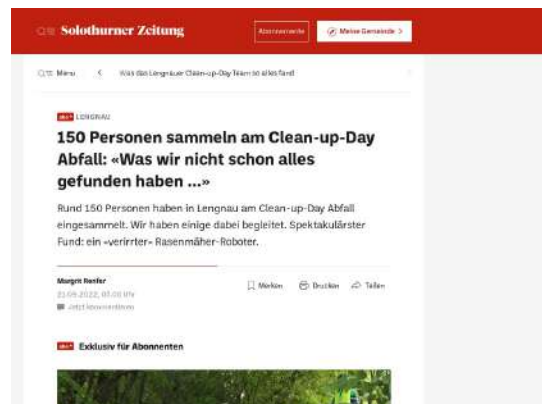 Solothurner Zeitung
Abonnemente
Meine Gemeinde
Menu
Was das Lengnauer Clean-up-Day Team so alles fand
abo+ LENGNAU
150 Personen sammeln am Clean-up-Day
Abfall: «Was wir nicht schon alles
gefunden haben ...»
Rund 150 Personen haben in Lengnau am Clean-up-Day Abfall
eingesammelt. Wir haben einige dabei begleitet. Spektakulärster
Fund: ein «verirrter» Rasenmäher-Roboter.
Margrit Renfer
Merken Drucken Teilen
Exklusiv für Abonnenten